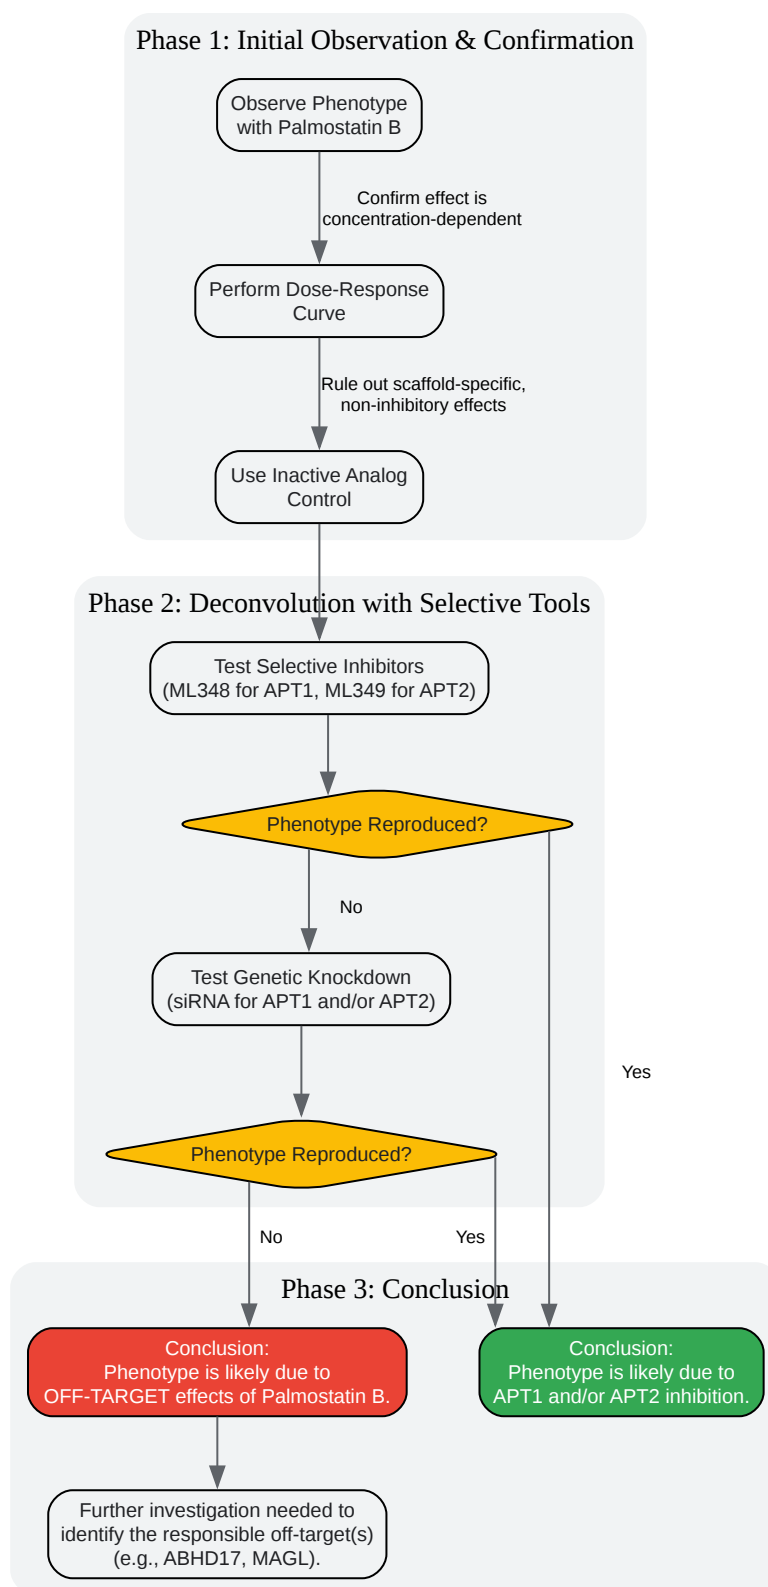 Phase 1: Initial Observation & Confirmation
Observe Phenotype
with Palmostatin B
Confirm effect is
concentration-dependent
Perform Dose-Response
Curve
Rule out scaffold-specific,
non-inhibitory effects
Use Inactive Analog
Control
Phase 2: Deconvolution with Selective Tools
Test Selective Inhibitors
(ML348 for APT1, ML349 for APT2)
Phenotype Reproduced?
No
Test Genetic Knockdown
(siRNA for APT1 and/or APT2)
Yes
Phenotype Reproduced?
No
Yes
Phase 3: Conclusion
Conclusion:
Phenotype is likely due to
OFF-TARGET effects of Palmostatin B.
Conclusion:
Phenotype is likely due to
APT1 and/or APT2 inhibition.
Further investigation needed to
identify the responsible off-target(s)
(e.g., ABHD17, MAGL).